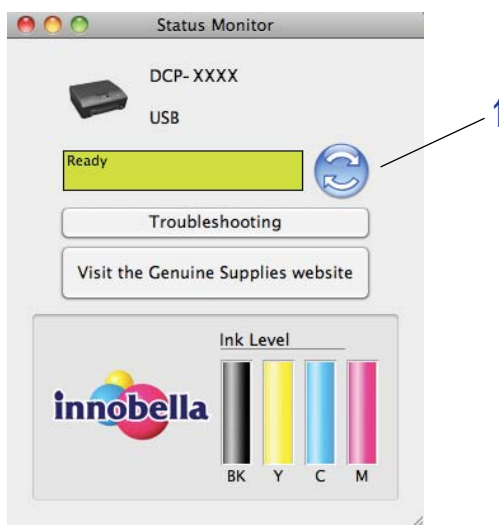 Status Monitor
DCP-XXXX
USB
Ready
1
Troubleshooting
Visit the Genuine Supplies website
Ink Level
innobella
BK Y C M